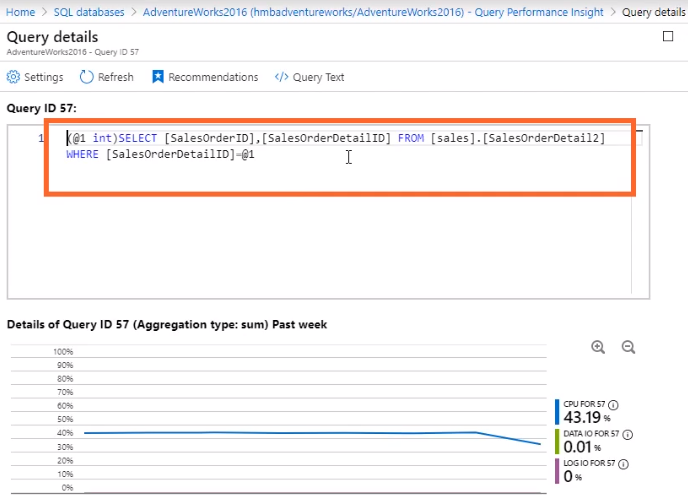 Home > SQL databases > AdventureWorks2016 (hmbadventureworks/AdventureWorks2016) - Query Performance Insight > Query details
Query details
AdventureWorks2016 - Query ID 57
Settings Refresh Recommendations </> Query Text
Query ID 57:
1 (@1 int)SELECT [SalesOrderID],[SalesOrderDetailID] FROM [sales].[SalesOrderDetail2]
WHERE [SalesOrderDetailID]=@1
Details of Query ID 57 (Aggregation type: sum) Past week
100%
90%
80%
70%
60%
50%
40%
30%
20%
10%
0%
CPU FOR 57
43.19 %
DATA IO FOR 57
0.01 %
LOG IO FOR 57
0 %